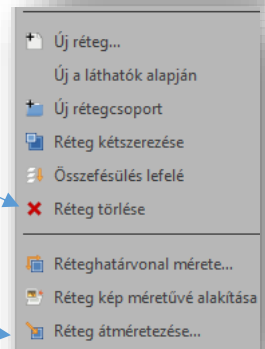 Új réteg...
Új a láthatók alapján
Új rétegcsoport
Réteg kétszerezése
Összefésülés lefelé
Réteg törlése
Réteghatárvonal mérete...
Réteg kép méretűvé alakítása
Réteg átméretezése...